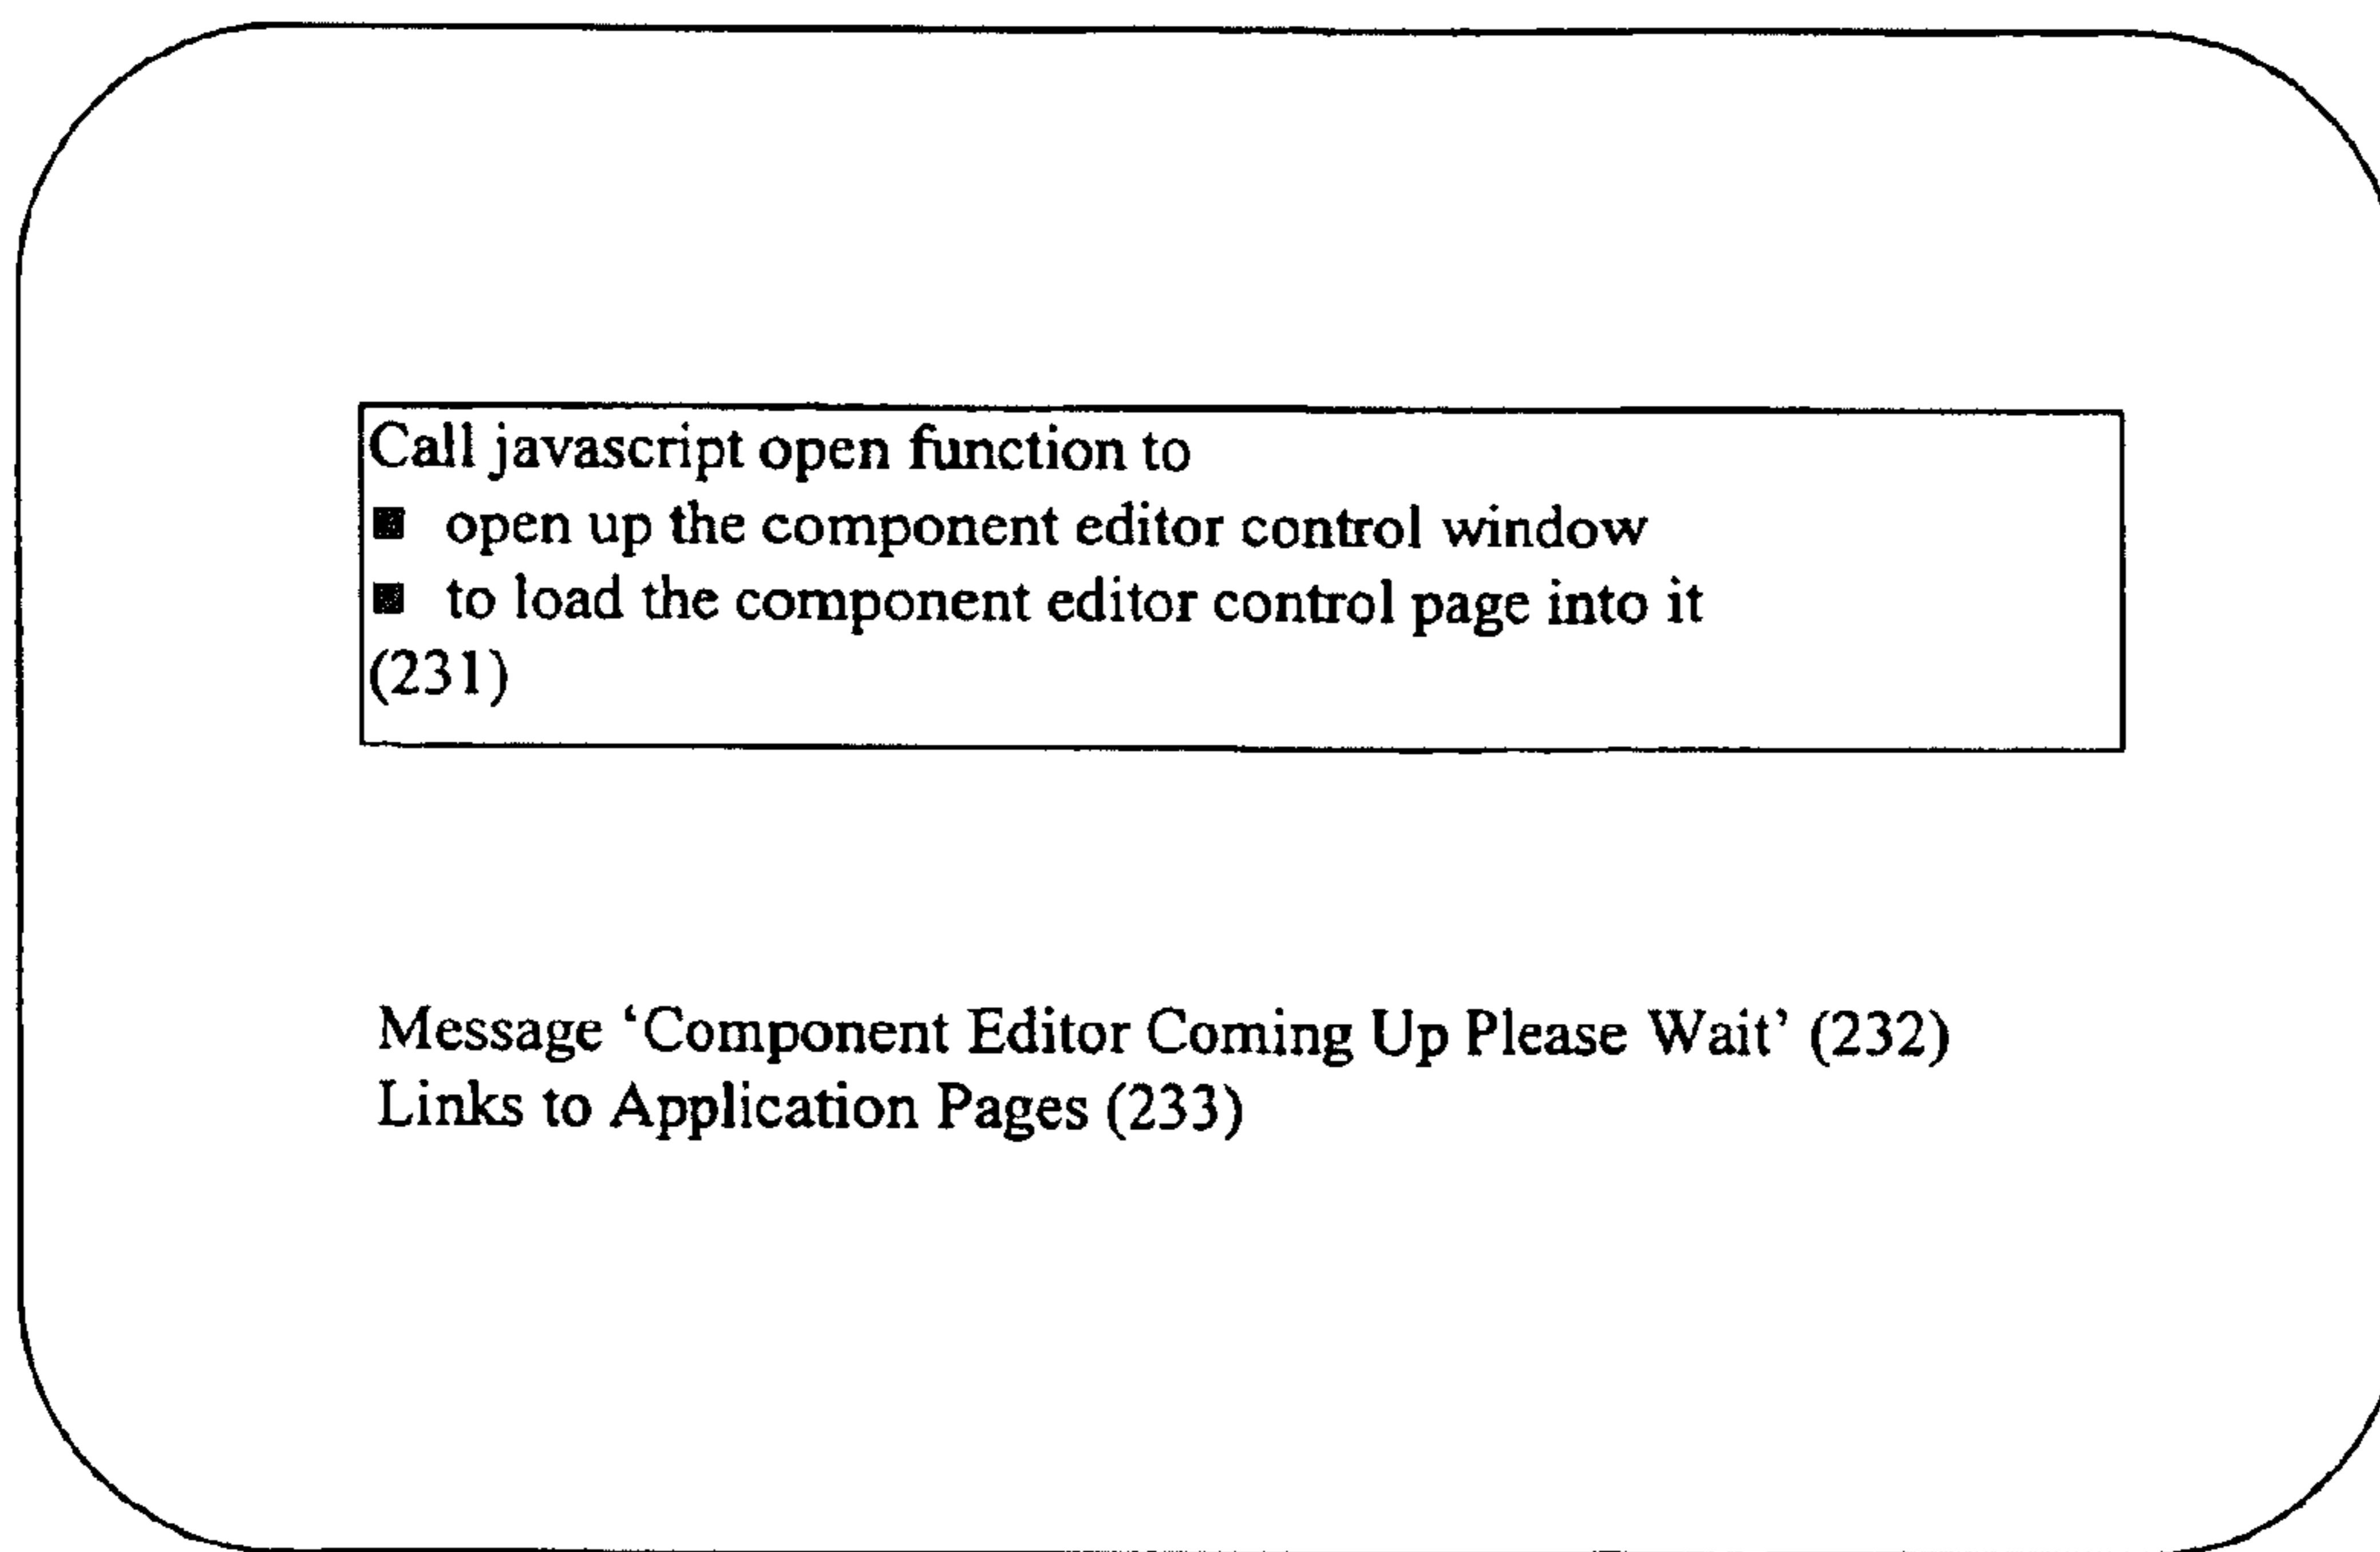 Call javascript open function to
■ open up the component editor control window
■ to load the component editor control page into it
(231)
Message ‘Component Editor Coming Up Please Wait’ (232)
Links to Application Pages (233)